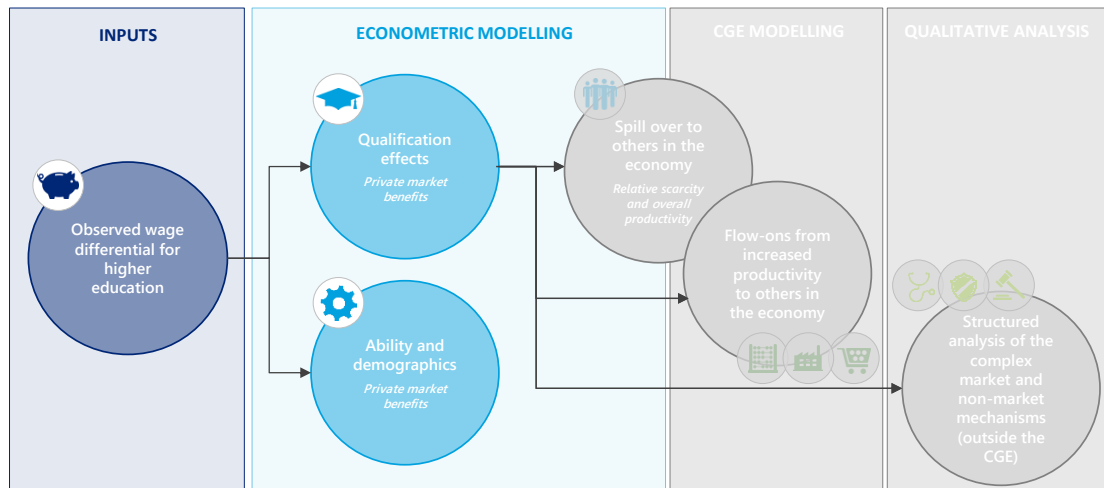 INPUTS
ECONOMETRIC MODELLING
CGE MODELLING
QUALITATIVE ANALYSIS
Observed wage
differential for
higher
education
Qualification
effects
Private market
benefits
Ability and
demographics
Private market
benefits
Spill over to
others in the
economy
Relative scarcity
and overall
productivity
Flow-ons from
increased
productivity
to others in
the economy
Structured
analysis of the
complex
market and
non-market
mechanisms
(outside the
CGE)